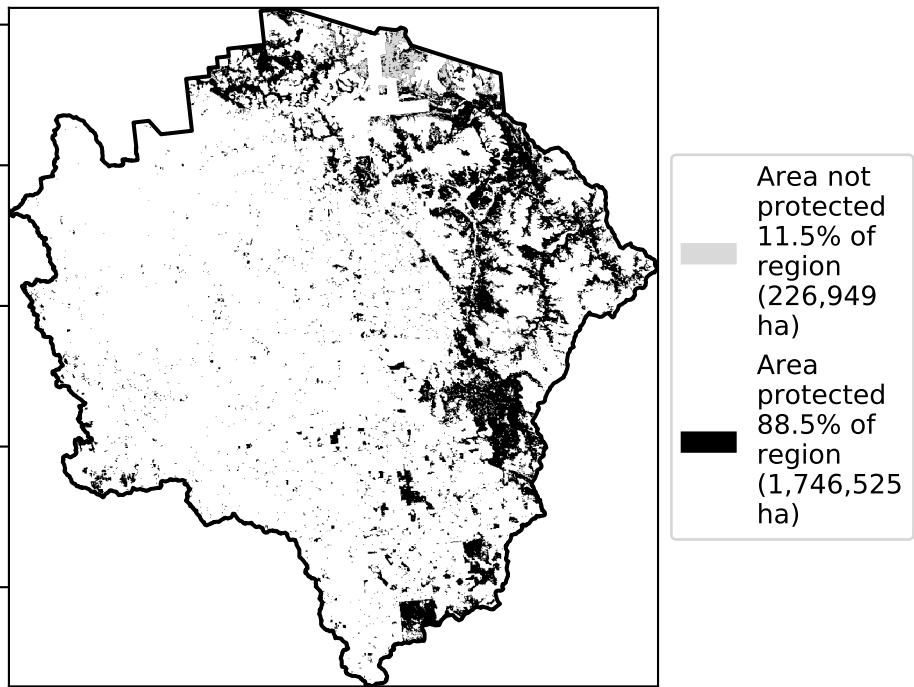 Area not
protected
11.5% of
region
(226,949
ha)
Area
protected
88.5% of
region
(1,746,525
ha)